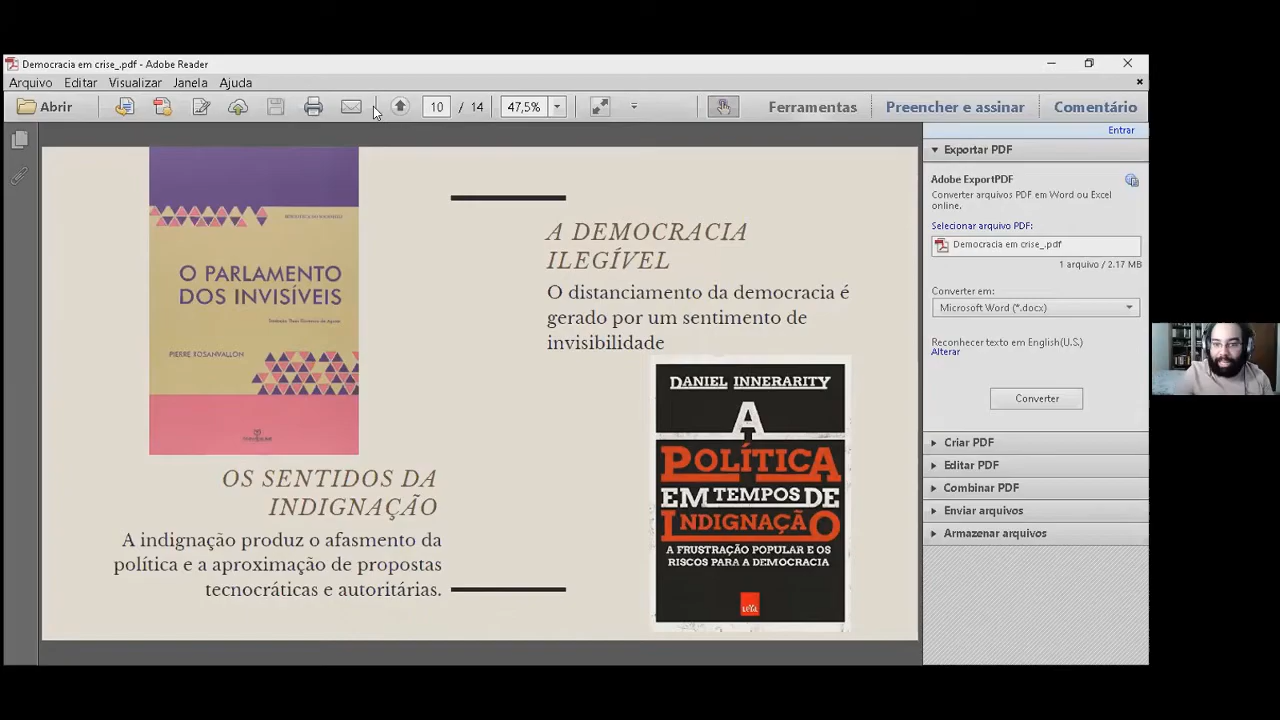 Democracia em crise_.pdf - Adobe Reader
Arquivo Editar Visualizar Janela Ajuda
Abrir 10 / 14 47,5% Ferramentas Preencher e assinar Comentário
Entrar
Exportar PDF
Adobe ExportPDF
Converter arquivos PDF em Word ou Excel
online.
Selecionar arquivo PDF:
Democracia em crise_.pdf
1 arquivo / 2.17 MB
Converter em:
Microsoft Word (*.docx)
Reconhecer texto em English(U.S.)
Alterar
Converter
Criar PDF
Editar PDF
Combinar PDF
Enviar arquivos
Armazenar arquivos
O PARLAMENTO
DOS INVISÍVEIS
PIERRE ROSANVALLON
A DEMOCRACIA
ILEGÍVEL
O distanciamento da democracia é
gerado por um sentimento de
invisibilidade
OS SENTIDOS DA
INDIGNAÇÃO
A indignação produz o afasmento da
política e a aproximação de propostas
tecnocráticas e autoritárias.
DANIEL INNERARITY
A
POLÍTICA
EM TEMPOS DE
INDIGNAÇÃO
A FRUSTRAÇÃO POPULAR E OS
RISCOS PARA A DEMOCRACIA
leYa